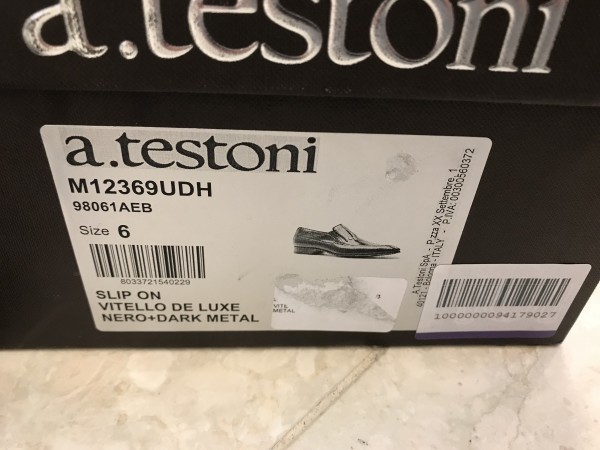 a.testoni
a.testoni
M12369UDH
98061AEB
Size 6
8033721540229
SLIP ON
VITELLO DE LUXE
NERO+DARK METAL
VITE
METAL
A.Testoni SpA - P.zza XX Settembre, 1
40121 - Bologna - ITALY - P.IVA: 00300560372
1000000094179027